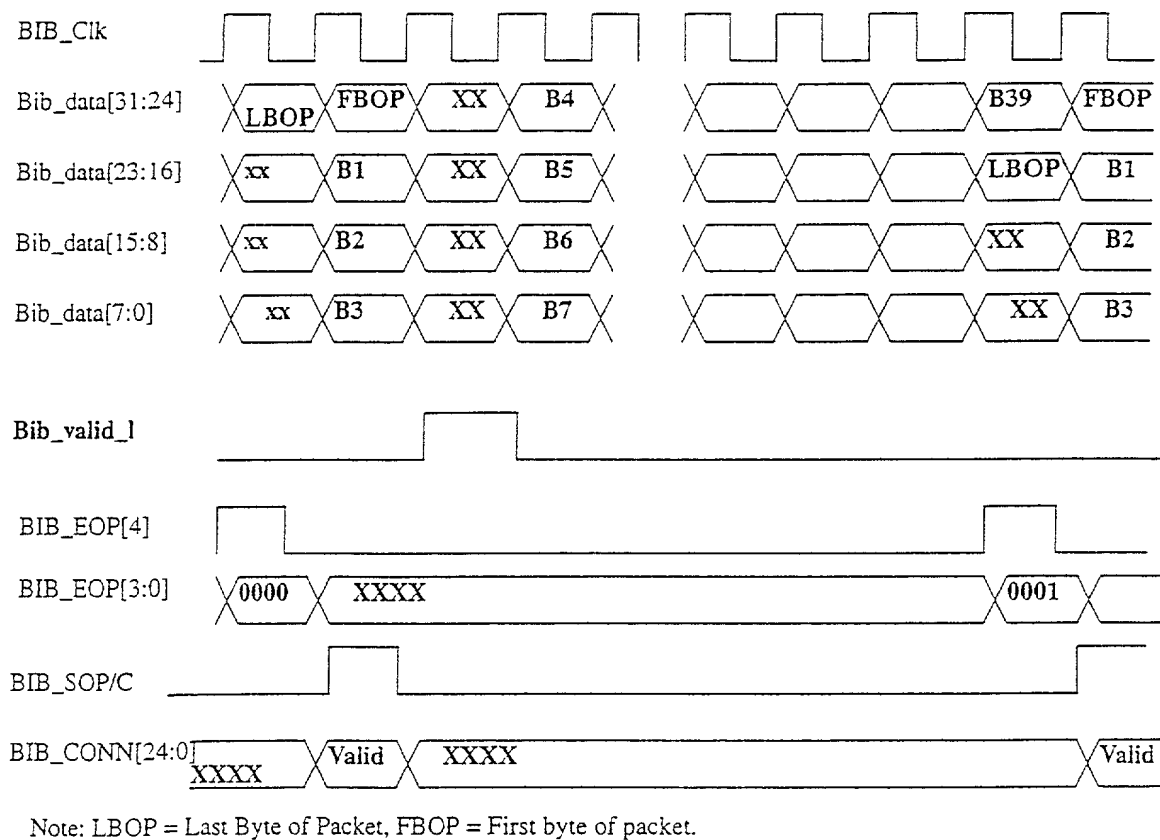 BIB_Clk
Bib_data[31:24] LBOP FBOP XX B4 B39 FBOP
Bib_data[23:16] xx B1 XX B5 LBOP B1
Bib_data[15:8] xx B2 XX B6 XX B2
Bib_data[7:0] xx B3 XX B7 XX B3
Bib_valid_l
BIB_EOP[4]
BIB_EOP[3:0] 0000 XXXX 0001
BIB_SOP/C
BIB_CONN[24:0] XXXX Valid XXXX Valid
Note: LBOP = Last Byte of Packet, FBOP = First byte of packet.